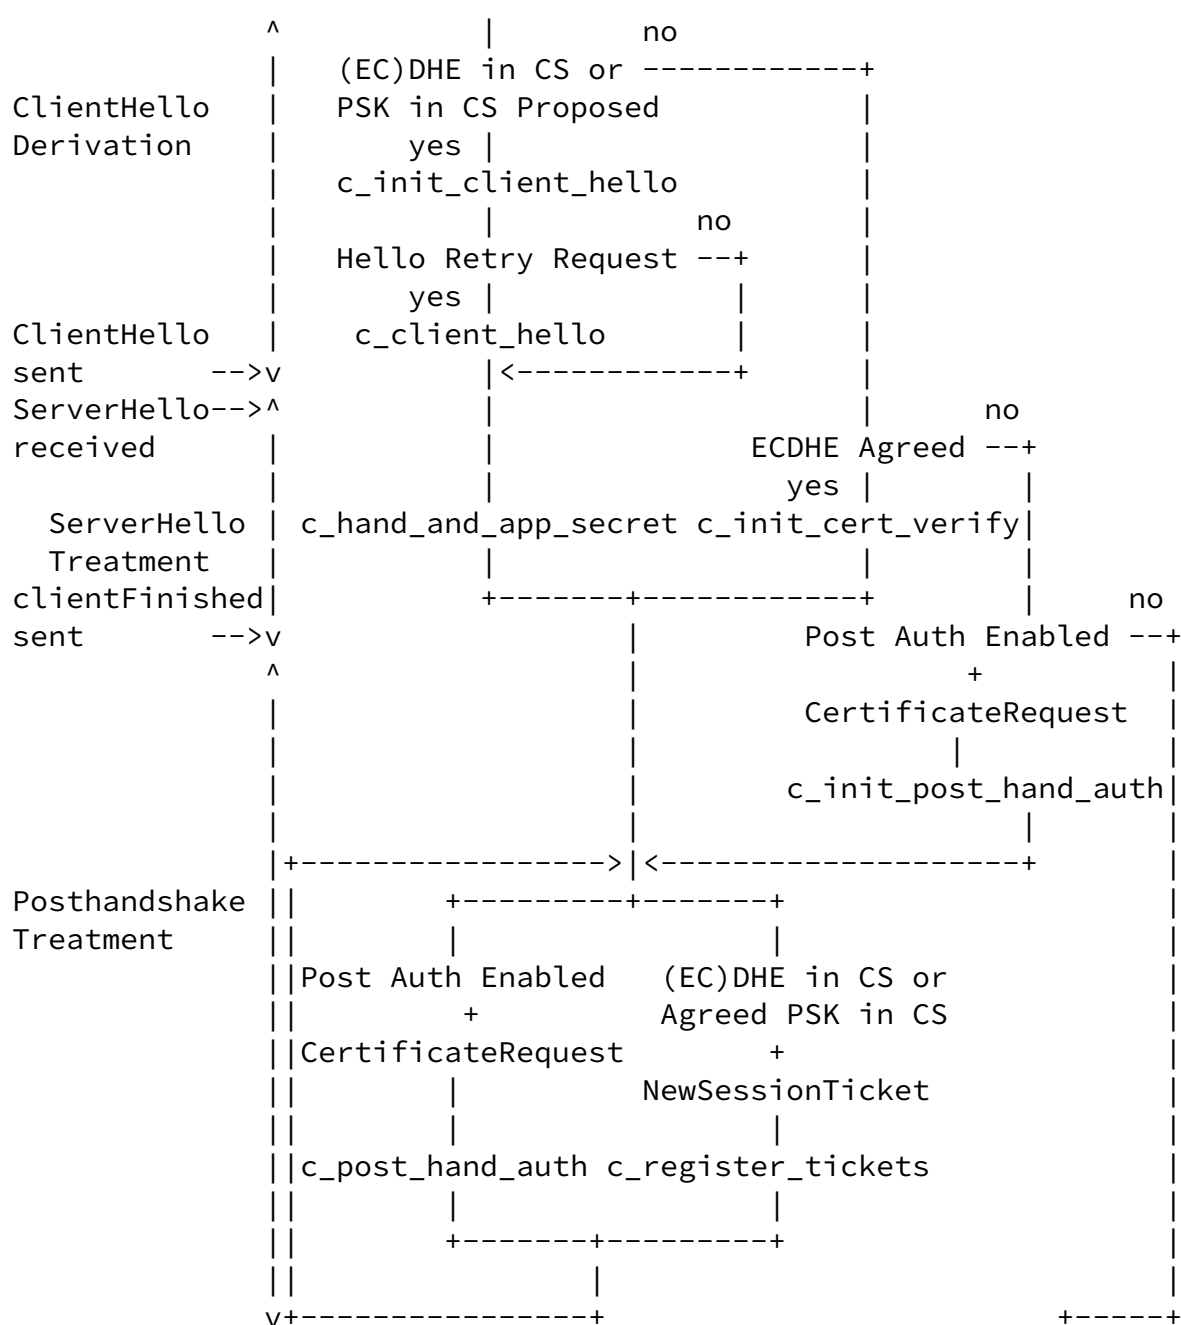 ^           |        no
|   (EC)DHE in CS or ------------+
ClientHello   |   PSK in CS Proposed           |
Derivation    |       yes |                    |
|   c_init_client_hello          |
|           |           no       |
|   Hello Retry Request --+      |
|       yes |             |      |
ClientHello   |    c_client_hello       |      |
sent       -->v           |<------------+      |
ServerHello-->^           |                    |      no
received      |           |              ECDHE Agreed --+
|           |                yes |        |
ServerHello | c_hand_and_app_secret c_init_cert_verify|
Treatment   |           |                    |        |
clientFinished|           +-------+------------+        |     no
sent       -->v                   |         Post Auth Enabled --+
^                   |                  +          |
|                   |         CertificateRequest  |
|                   |                 |           |
|                   |        c_init_post_hand_auth|
|                   |                     |       |
|+----------------->|<--------------------+       |
Posthandshake ||        +---------+-------+                     |
Treatment     ||        |                 |                     |
||Post Auth Enabled   (EC)DHE in CS or            |
||         +          Agreed PSK in CS            |
||CertificateRequest        +                     |
||        |          NewSessionTicket             |
||        |                 |                     |
||c_post_hand_auth c_register_tickets             |
||        |                 |                     |
||        +-------+---------+                     |
||                |                               |
v+----------------+                         +-----+